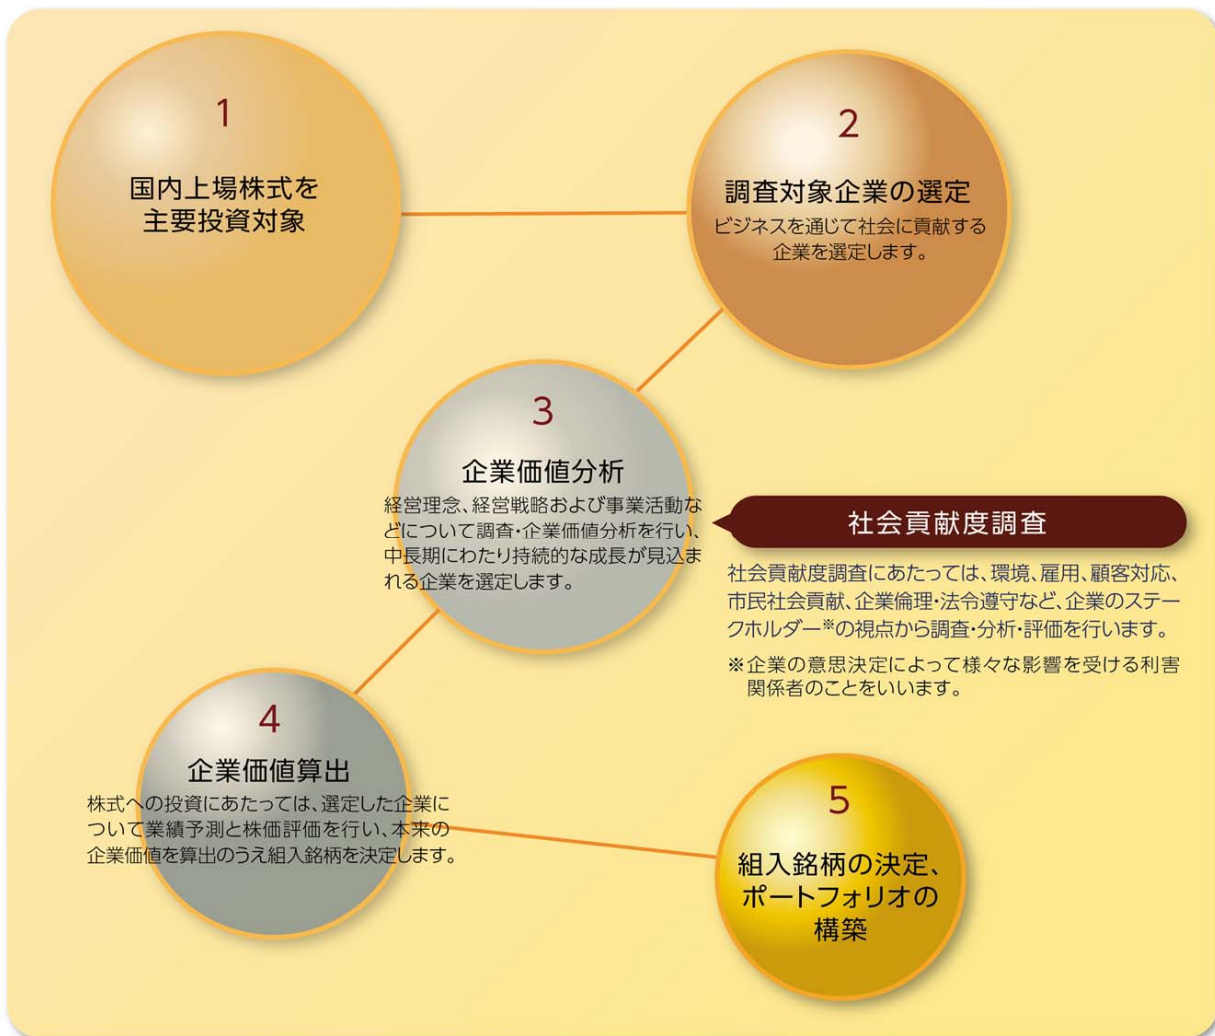 1
国内上場株式を
主要投資対象
2
調査対象企業の選定
ビジネスを通じて社会に貢献する
企業を選定します。
3
企業価値分析
経営理念、経営戦略および事業活動な
どについて調査・企業価値分析を行い、
中長期にわたり持続的な成長が見込ま
れる企業を選定します。
社会貢献度調査
社会貢献度調査にあたっては、環境、雇用、顧客対応、
市民社会貢献、企業倫理・法令遵守など、企業のステー
クホルダー※の視点から調査・分析・評価を行います。
※企業の意思決定によって様々な影響を受ける利害
関係者のことをいいます。
4
企業価値算出
株式への投資にあたっては、選定した企業に
ついて業績予測と株価評価を行い、本来の
企業価値を算出のうえ組入銘柄を決定します。
5
組入銘柄の決定、
ポートフォリオの
構築